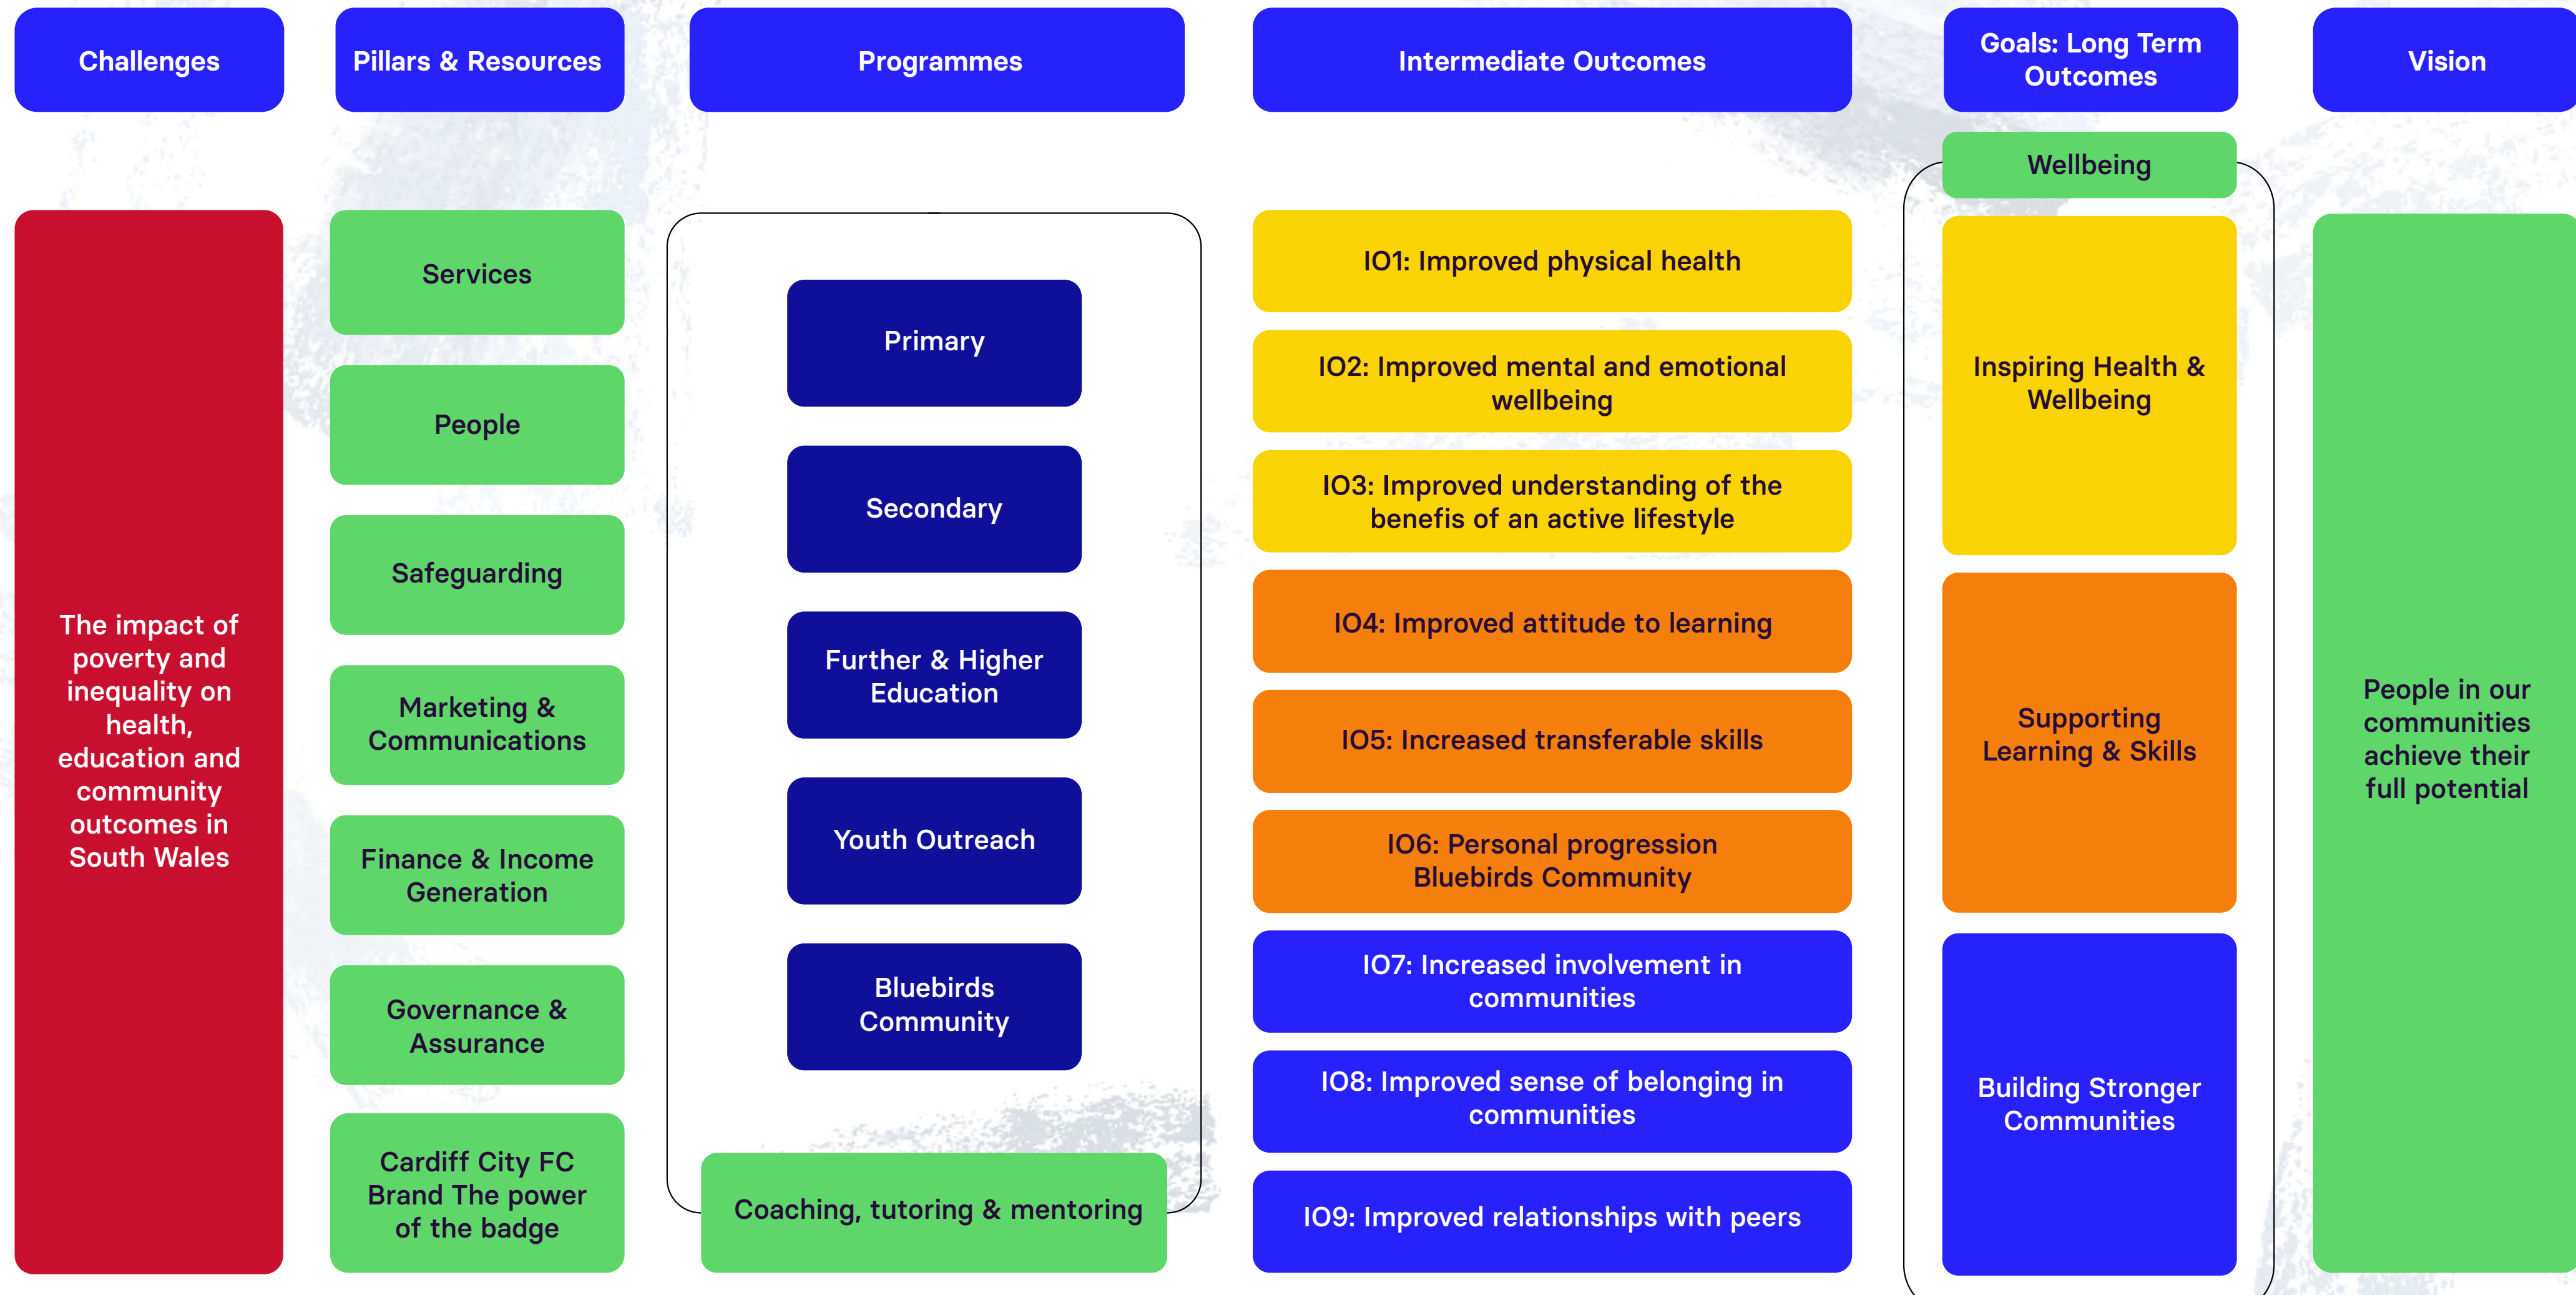 Challenges
Pillars & Resources
Programmes
Intermediate Outcomes
Goals: Long Term
Outcomes
Vision
The impact of
poverty and
inequality on
health,
education and
community
outcomes in
South Wales
Services
People
Safeguarding
Marketing &
Communications
Finance & Income
Generation
Governance &
Assurance
Cardiff City FC
Brand The power
of the badge
Primary
Secondary
Further & Higher
Education
Youth Outreach
Bluebirds
Community
Coaching, tutoring & mentoring
IO1: Improved physical health
IO2: Improved mental and emotional
wellbeing
IO3: Improved understanding of the
benefis of an active lifestyle
IO4: Improved attitude to learning
IO5: Increased transferable skills
IO6: Personal progression
Bluebirds Community
IO7: Increased involvement in
communities
IO8: Improved sense of belonging in
communities
IO9: Improved relationships with peers
Wellbeing
Inspiring Health &
Wellbeing
Supporting
Learning & Skills
Building Stronger
Communities
People in our
communities
achieve their
full potential